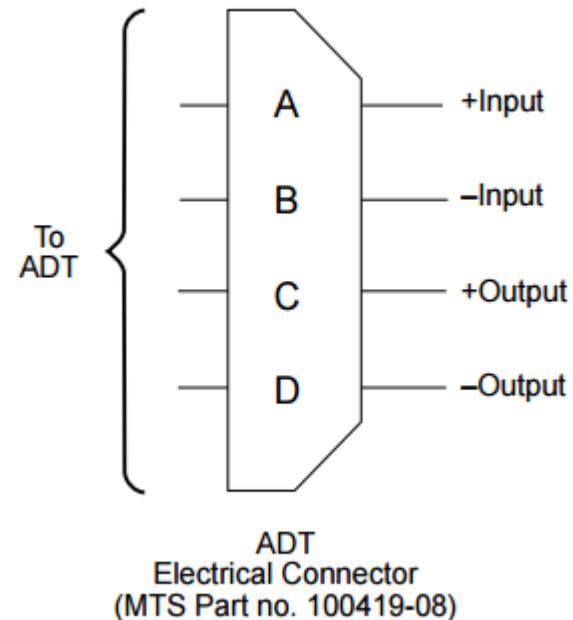 A
+Input
B
–Input
To
ADT
C
+Output
D
–Output
ADT
Electrical Connector
(MTS Part no. 100419-08)